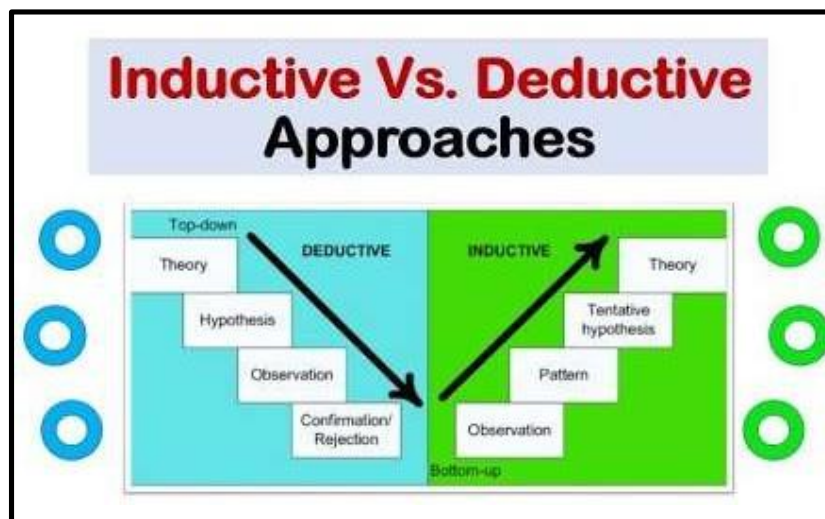 Inductive Vs. Deductive
Approaches
Top-down
DEDUCTIVE
Theory
Hypothesis
Observation
Confirmation/
Rejection
INDUCTIVE
Theory
Tentative
hypothesis
Pattern
Observation
Bottom-up